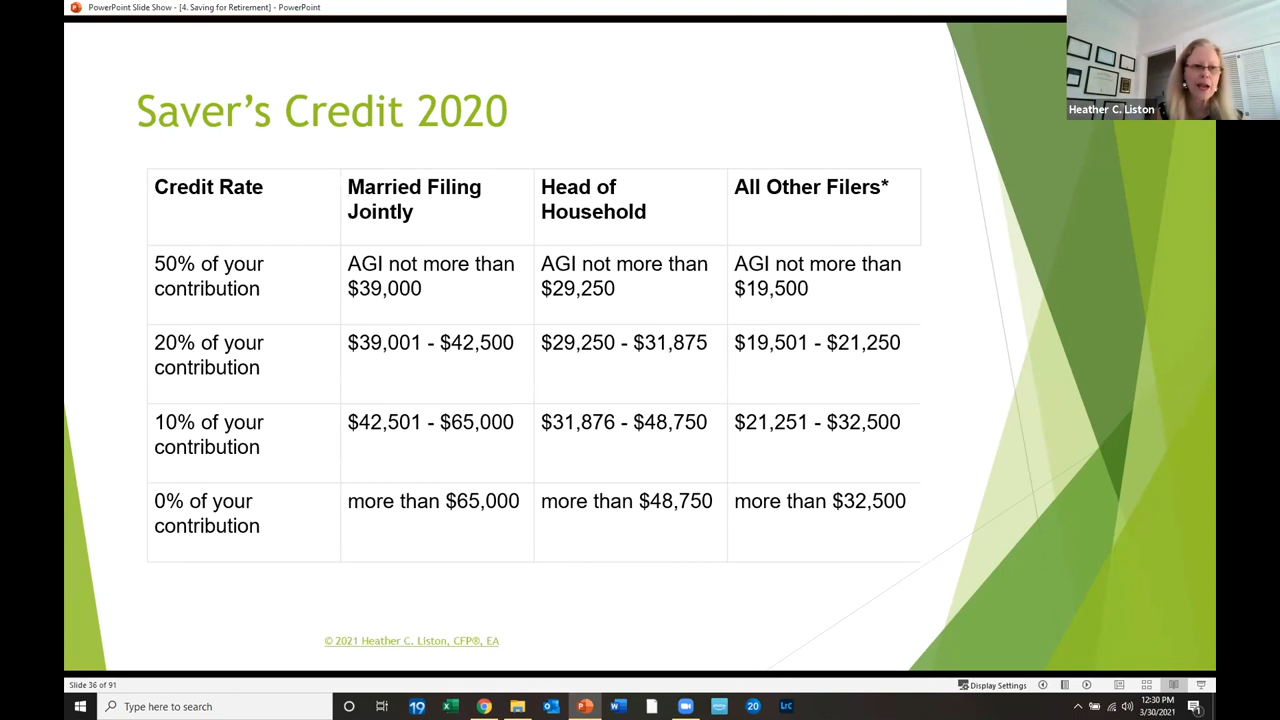 PowerPoint Slide Show - [4. Saving for Retirement] - PowerPoint
Heather C. Liston
Saver's Credit 2020
Credit Rate
Married Filing
Jointly
Head of
Household
All Other Filers*
50% of your
contribution
AGI not more than
$39,000
AGI not more than
$29,250
AGI not more than
$19,500
20% of your
contribution
$39,001 - $42,500
$29,250 - $31,875
$19,501 - $21,250
10% of your
contribution
$42,501 - $65,000
$31,876 - $48,750
$21,251 - $32,500
0% of your
contribution
more than $65,000
more than $48,750
more than $32,500
© 2021 Heather C. Liston, CFP®, EA
Slide 36 of 91
Display Settings
Type here to search
19
20
LrC
12:30 PM
3/30/2021
1